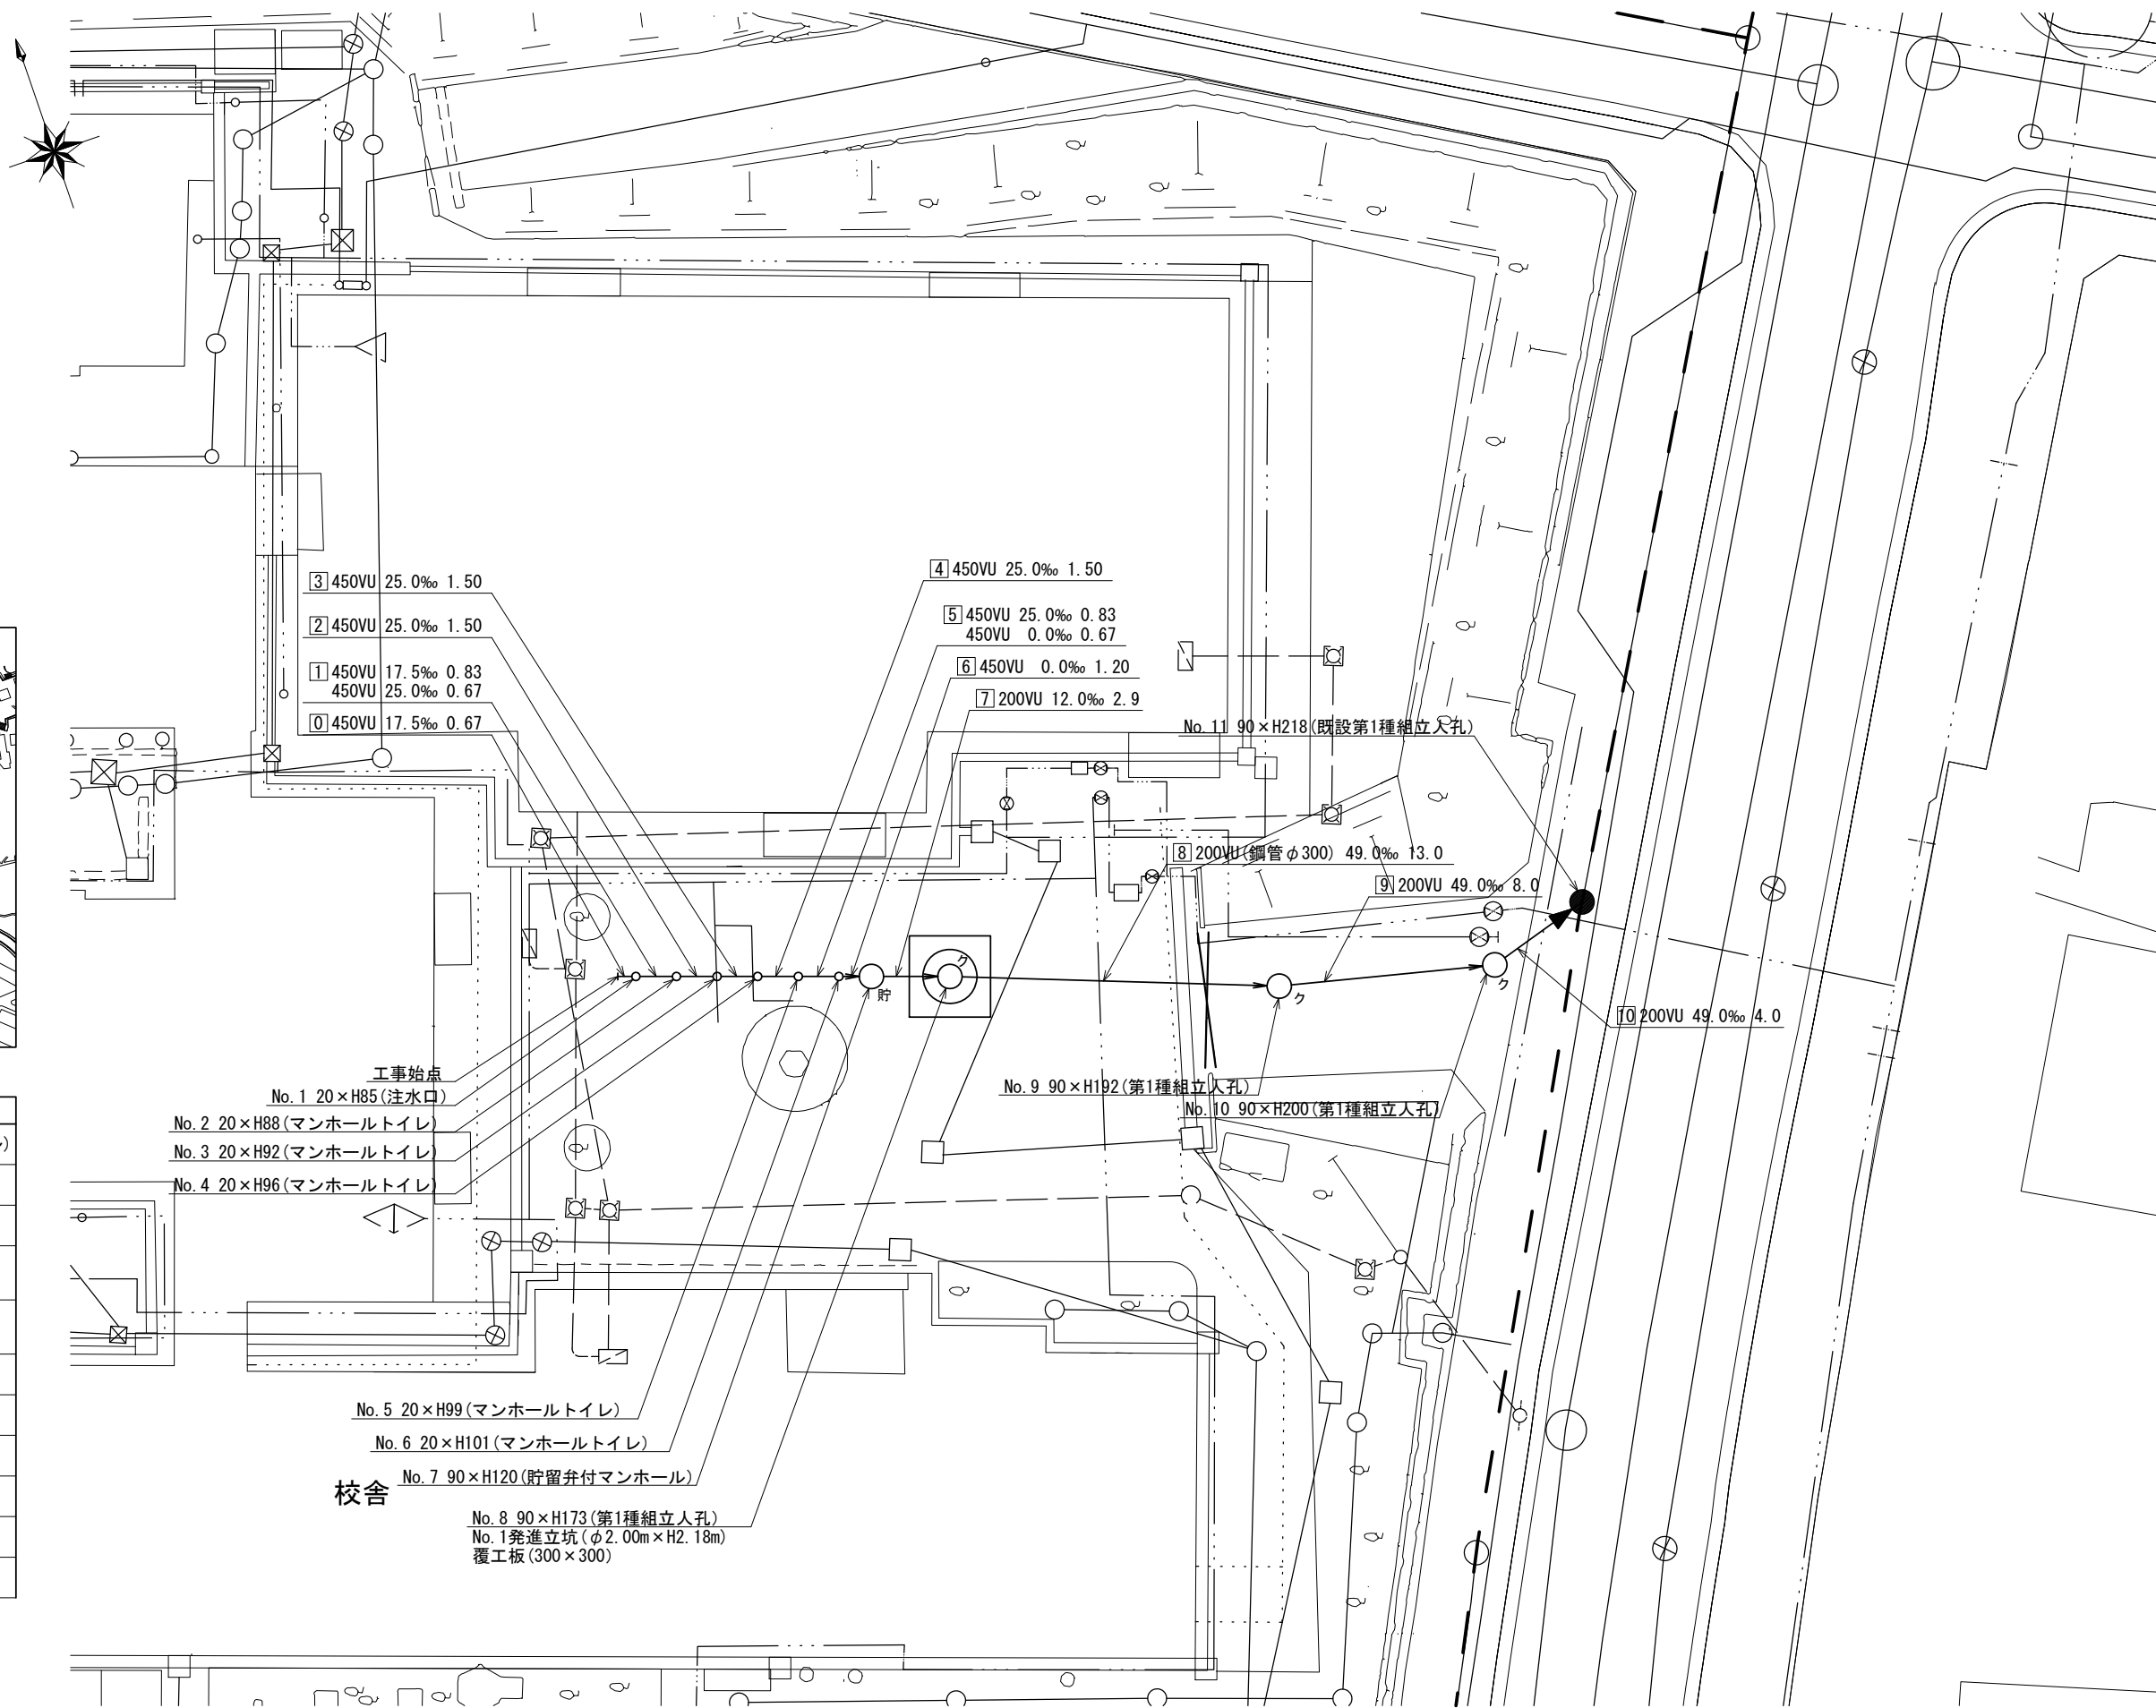 3 450VU 25.0‰ 1.50
2 450VU 25.0‰ 1.50
1 450VU 17.5‰ 0.83
450VU 25.0‰ 0.67
0 450VU 17.5‰ 0.67
4 450VU 25.0‰ 1.50
5 450VU 25.0‰ 0.83
450VU 0.0‰ 0.67
6 450VU 0.0‰ 1.20
7 200VU 12.0‰ 2.9
No.11 90×H218(既設第1種組立人孔)
8 200VU(鋼管φ300) 49.0‰ 13.0
9 200VU 49.0‰ 8.0
ク
貯
ク
ク
10 200VU 49.0‰ 4.0
工事始点
No.1 20×H85(注水口)
No.2 20×H88(マンホールトイレ)
No.3 20×H92(マンホールトイレ)
No.4 20×H96(マンホールトイレ)
No.9 90×H192(第1種組立人孔)
No.10 90×H200(第1種組立人孔)
No.5 20×H99(マンホールトイレ)
No.6 20×H101(マンホールトイレ)
No.7 90×H120(貯留弁付マンホール)
校舎
No.8 90×H173(第1種組立人孔)
No.1発進立坑(φ2.00m×H2.18m)
覆工板(300×300)